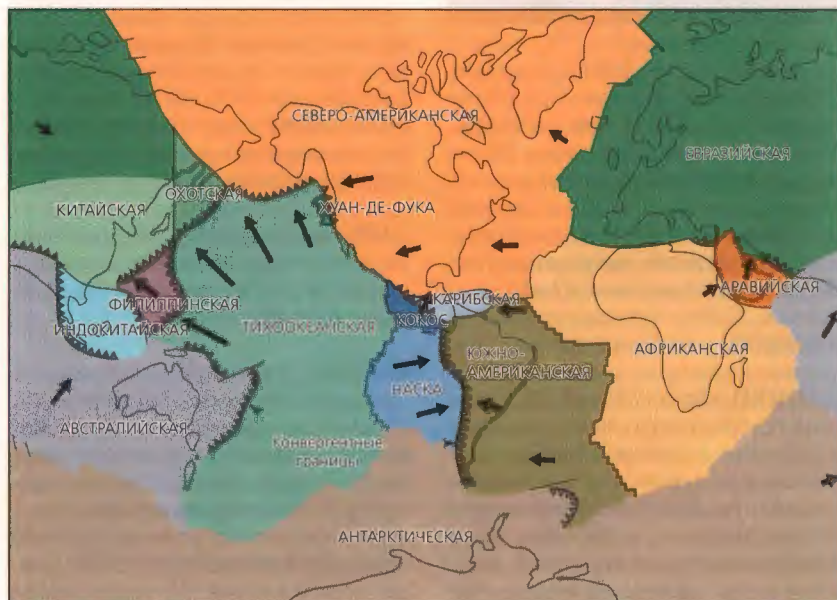 СЕВЕРО-АМЕРИКАНСКАЯ
ЕВРАЗИЙСКАЯ
ОХОТСКАЯ
КИТАЙСКАЯ
ХУАН-ДЕ-ФУКА
ФИЛИППИНСКАЯ
КАРИБСКАЯ
АРАВИЙСКАЯ
ИНДОКИТАЙСКАЯ
ТИХООКЕАНСКАЯ
КОКОС
АФРИКАНСКАЯ
ЮЖНО-
АМЕРИКАНСКАЯ
НАСКА
АВСТРАЛИЙСКАЯ
Конвергентные
границы
АНТАРКТИЧЕСКАЯ